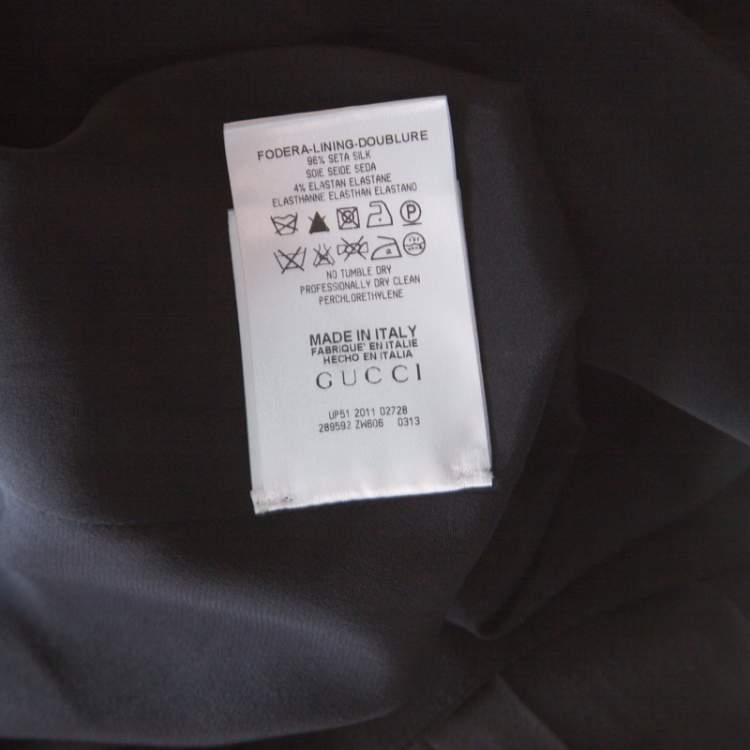 FODERA-LINING-DOUBLURE
96% SETA SILK
SOIE SEIDE SEDA
4% ELASTAN ELASTANE
ELASTHANNE ELASTHAN ELASTANO
P
NO TUMBLE DRY
PROFESSIONALLY DRY CLEAN
PERCHLORETHYLENE
MADE IN ITALY
FABRIQUE' EN ITALIE
HECHO EN ITALIA
GUCCI
UP51 2011 02728
289592 ZW606 0313